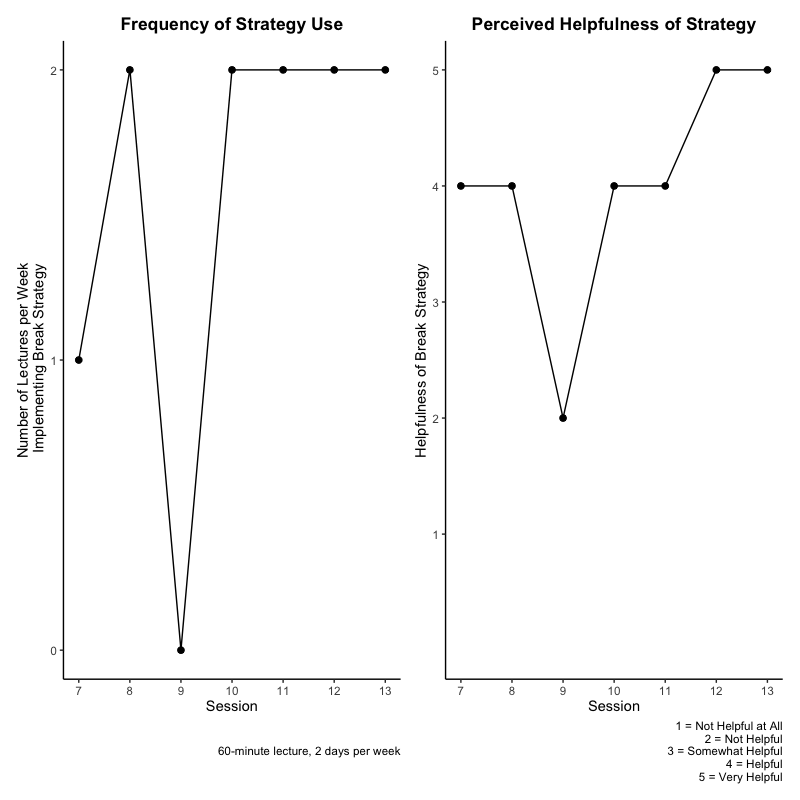 Frequency of Strategy Use
Number of Lectures per Week
Implementing Break Strategy
2
1
0
7 8 9 10 11 12 13
Session
60-minute lecture, 2 days per week
Perceived Helpfulness of Strategy
Helpfulness of Break Strategy
5
4
3
2
1
7 8 9 10 11 12 13
Session
1 = Not Helpful at All
2 = Not Helpful
3 = Somewhat Helpful
4 = Helpful
5 = Very Helpful